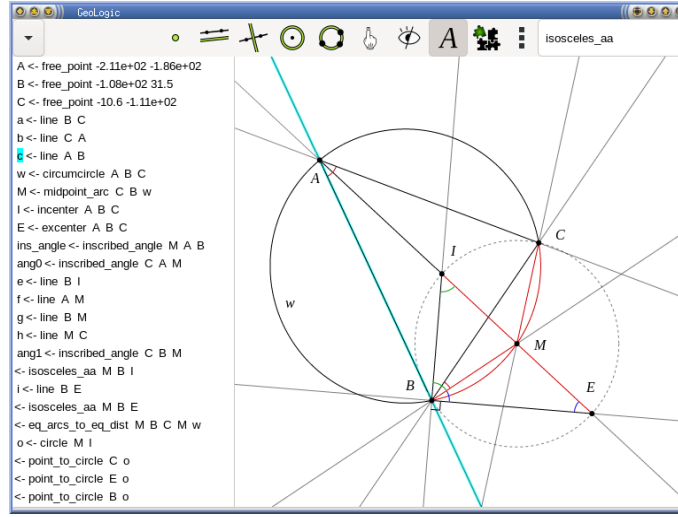 GeoLogic
A
isosceles_aa
A <- free_point -2.11e+02 -1.86e+02
B <- free_point -1.08e+02 31.5
C <- free_point -10.6 -1.11e+02
a <- line B C
b <- line C A
c <- line A B
w <- circumcircle A B C
M <- midpoint_arc C B w
I <- incenter A B C
E <- excenter A B C
ins_angle <- inscribed_angle M A B
ang0 <- inscribed_angle C A M
e <- line B I
f <- line A M
g <- line B M
h <- line M C
ang1 <- inscribed_angle C B M
<- isosceles_aa M B I
i <- line B E
<- isosceles_aa M B E
<- eq_arcs_to_eq_dist M B C M w
o <- circle M I
<- point_to_circle C o
<- point_to_circle E o
<- point_to_circle B o
A
C
I
w
M
B
E